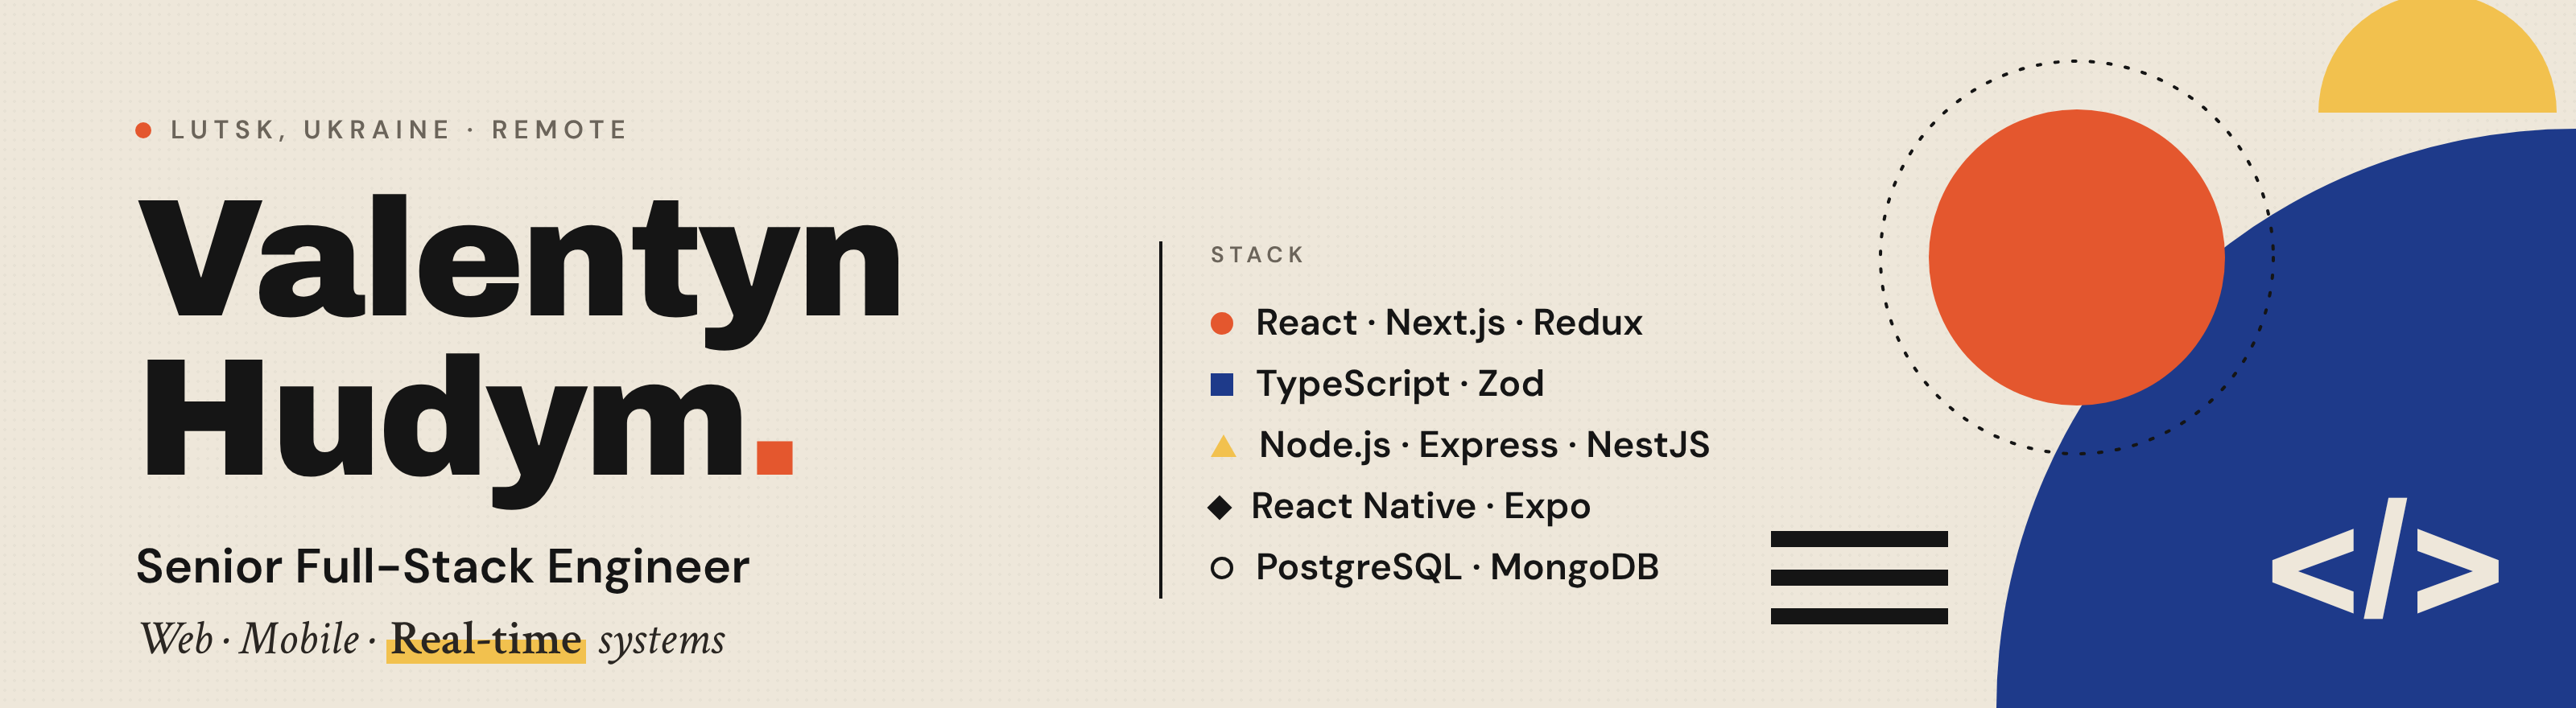 LUTSK, UKRAINE · REMOTE
Valentyn
Hudym.
Senior Full-Stack Engineer
Web · Mobile · Real-time systems
STACK
React · Next.js · Redux
TypeScript · Zod
Node.js · Express · NestJS
React Native · Expo
PostgreSQL · MongoDB
</>